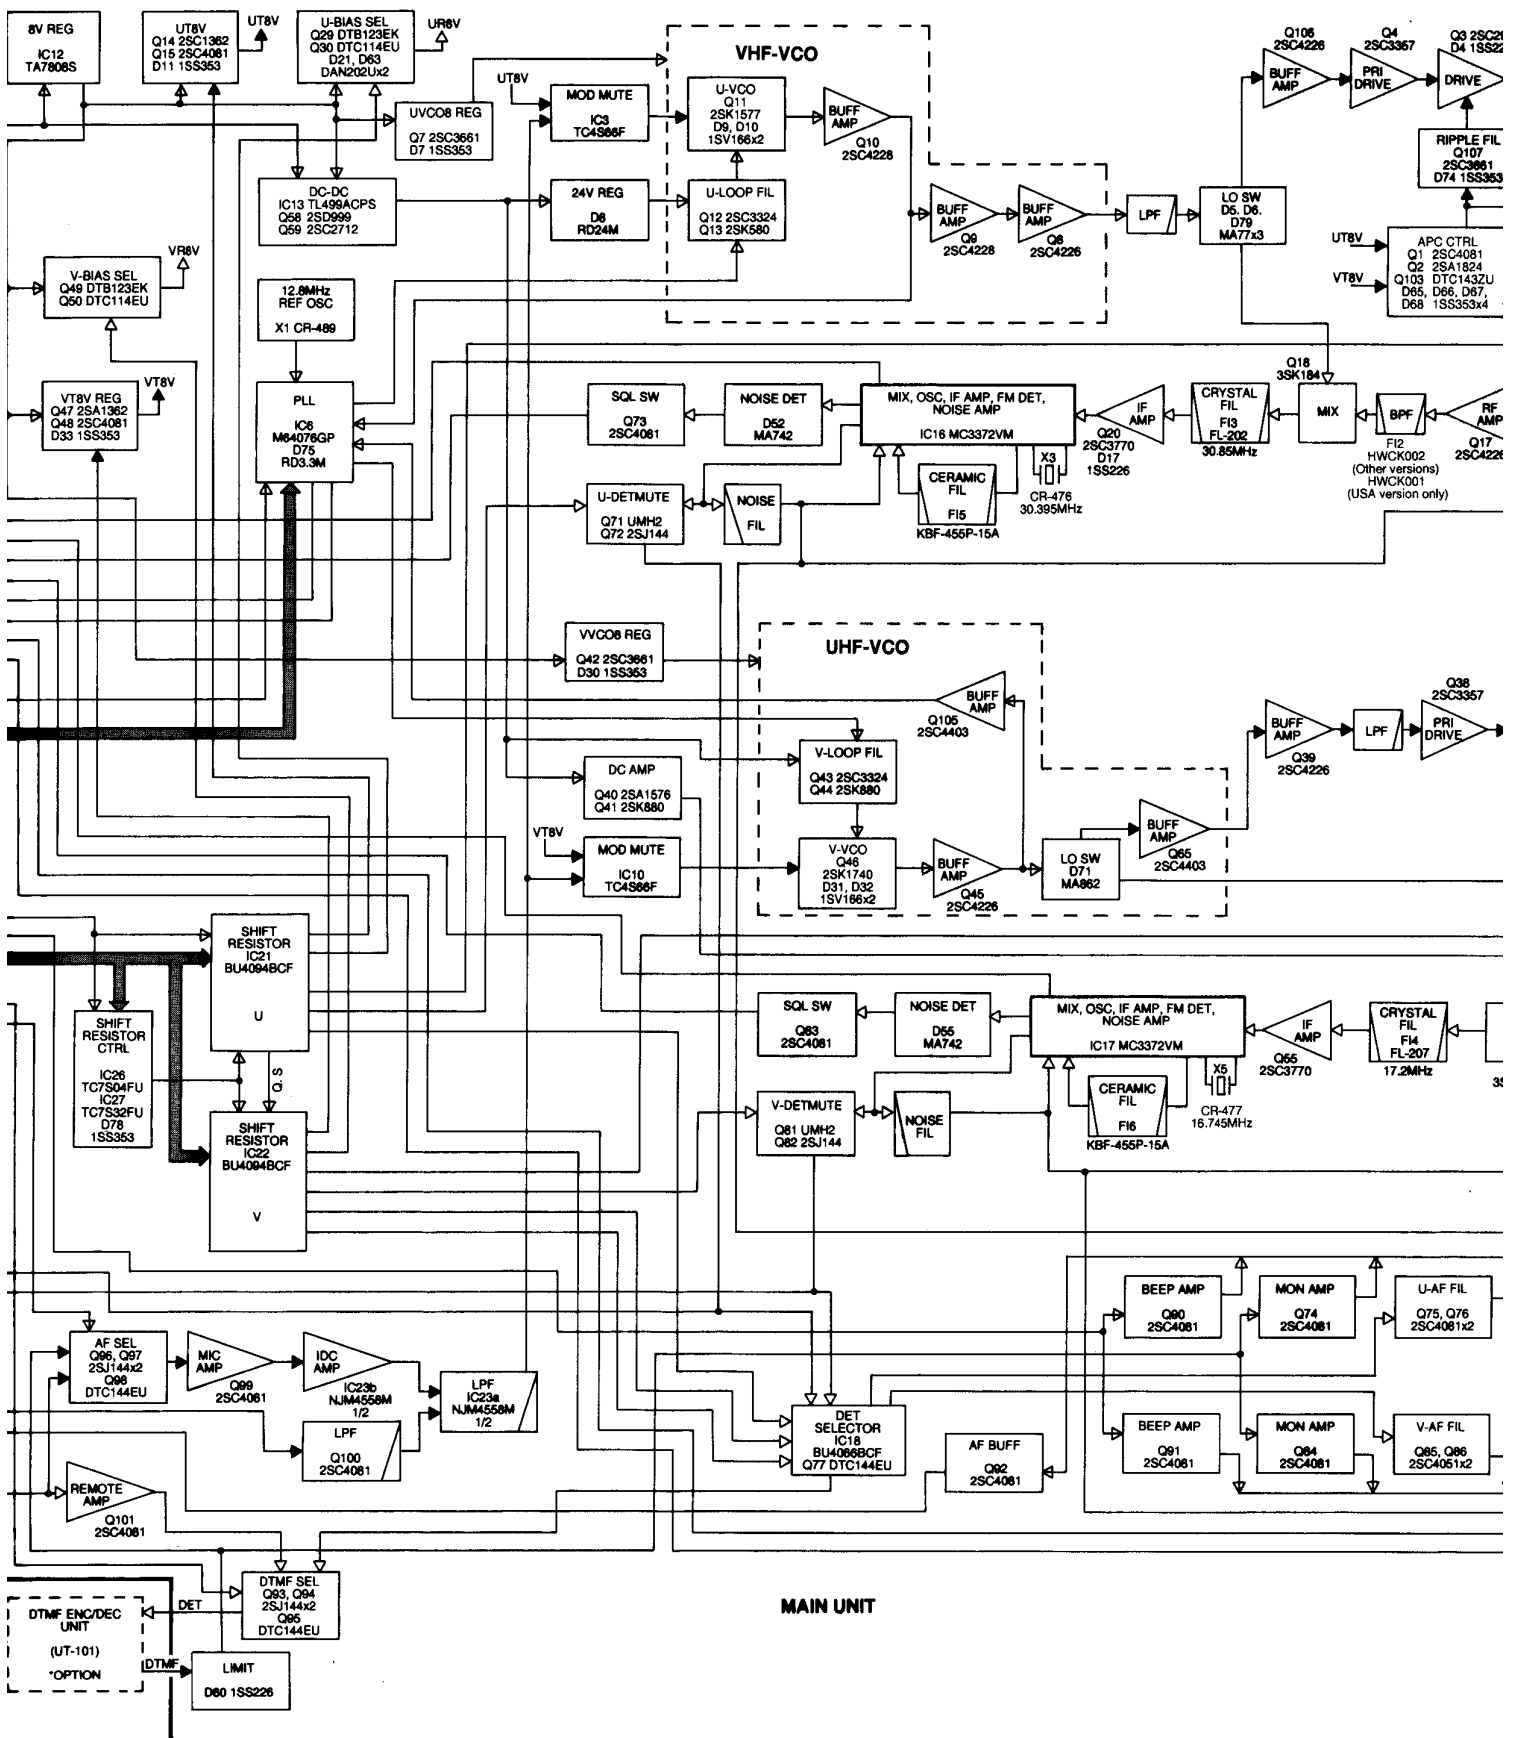 8V REG
IC12
TA7808S
UT8V
Q14 2SC1362
Q15 2SC4081
D11 1SS353
UT8V
U-BIAS SEL
Q29 DTB123EK
Q30 DTC114EU
D21, D63
DAN202Ux2
UR8V
UVCO8 REG
Q7 2SC3661
D7 1SS353
DC-DC
IC13 TL499ACPS
Q58 2SD999
Q59 2SC2712
UT8V
MOD MUTE
IC3
TC4S66F
24V REG
D8
RD24M
VHF-VCO
U-VCO
Q11
2SK1577
D9, D10
1SV166x2
BUFF
AMP
Q10
2SC4228
U-LOOP FIL
Q12 2SC3324
Q13 2SK580
BUFF
AMP
Q9
2SC4228
BUFF
AMP
Q8
2SC4226
LPF
LO SW
D5, D6,
D79
MA77x3
Q106
2SC4226
BUFF
AMP
Q4
2SC3357
PRI
DRIVE
Q3
D4
DRIVE
RIPPLE FIL
Q107
2SC3661
D74 1SS353
UT8V
VT8V
APC CTRL
Q1 2SC4081
Q2 2SA1824
Q103 DTC143ZU
D65, D66, D67,
D68 1SS353x4
V-BIAS SEL
Q49 DTB123EK
Q50 DTC114EU
VR8V
12.8MHz
REF OSC
X1 CR-489
VT8V REG
Q47 2SA1362
Q48 2SC4081
D33 1SS353
VT8V
PLL
IC6
M64076GP
D75
RD3.3M
SQL SW
Q73
2SC4081
NOISE DET
D52
MA742
MIX, OSC, IF AMP, FM DET,
NOISE AMP
IC16 MC3372VM
IF
AMP
Q20
2SC3770
D17
1SS226
CRYSTAL
FIL
FI3
FL-202
30.85MHz
Q18
3SK184
MIX
BPF
FI2
HWCK002
(Other versions)
HWCK001
(USA version only)
RF
AMP
Q17
2SC4226
U-DETMUTE
Q71 UMH2
Q72 2SJ144
NOISE
FIL
CERAMIC
FIL
FI5
KBF-455P-15A
X3
CR-476
30.395MHz
VVCO8 REG
Q42 2SC3661
D30 1SS353
UHF-VCO
BUFF
AMP
Q105
2SC4403
V-LOOP FIL
Q43 2SC3324
Q44 2SK880
DC AMP
Q40 2SA1576
Q41 2SK880
VT8V
MOD MUTE
IC10
TC4S66F
V-VCO
Q46
2SK1740
D31, D32
1SV166x2
BUFF
AMP
Q45
2SC4226
LO SW
D71
MA862
BUFF
AMP
Q65
2SC4403
BUFF
AMP
Q39
2SC4226
LPF
Q38
2SC3357
PRI
DRIVE
SHIFT
RESISTOR
IC21
BU4094BCF
U
SHIFT
RESISTOR
CTRL
IC26
TC7S04FU
IC27
TC7S32FU
D78
1SS353
Q. S
SHIFT
RESISTOR
IC22
BU4094BCF
V
SQL SW
Q83
2SC4081
NOISE DET
D55
MA742
MIX, OSC, IF AMP, FM DET,
NOISE AMP
IC17 MC3372VM
IF
AMP
Q55
2SC3770
CRYSTAL
FIL
FI4
FL-207
17.2MHz
V-DETMUTE
Q81 UMH2
Q82 2SJ144
NOISE
FIL
CERAMIC
FIL
FI6
KBF-455P-15A
X5
CR-477
16.745MHz
BEEP AMP
Q90
2SC4081
MON AMP
Q74
2SC4081
U-AF FIL
Q75, Q76
2SC4081x2
AF SEL
Q96, Q97
2SJ144x2
Q98
DTC144EU
MIC
AMP
Q99
2SC4081
IDC
AMP
IC23b
NJM4558M
1/2
LPF
IC23a
NJM4558M
1/2
LPF
Q100
2SC4081
REMOTE
AMP
Q101
2SC4081
DET
SELECTOR
IC18
BU4066BCF
Q77 DTC144EU
AF BUFF
Q92
2SC4081
BEEP AMP
Q91
2SC4081
MON AMP
Q84
2SC4081
V-AF FIL
Q85, Q86
2SC4051x2
DTMF SEL
Q93, Q94
2SJ144x2
Q95
DTC144EU
DTMF ENC/DEC
UNIT
(UT-101)
*OPTION
DET
DTMF
LIMIT
D80 1SS226
MAIN UNIT